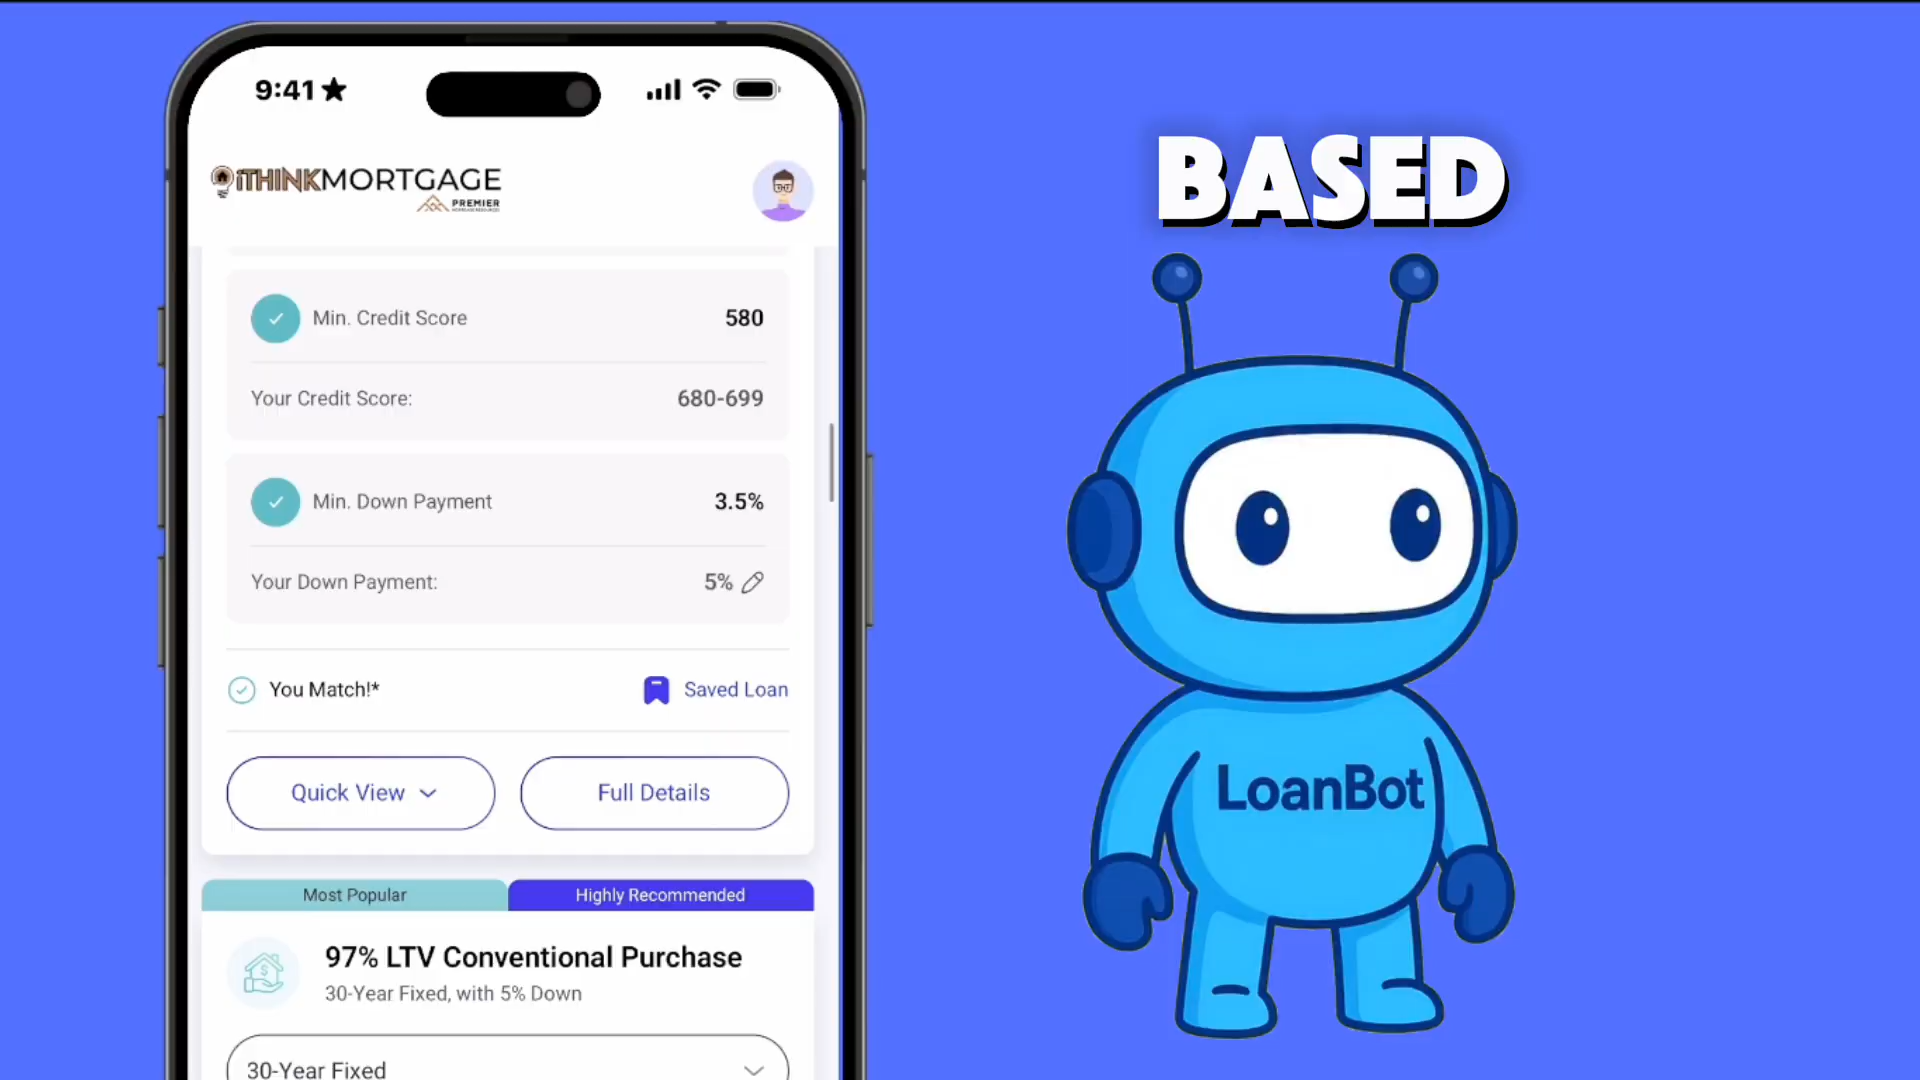 9:41
iTHINKMORTGAGE
PREMIER
BASED
Min. Credit Score 580
Your Credit Score: 680-699
Min. Down Payment 3.5%
Your Down Payment: 5%
You Match!* Saved Loan
Quick View Full Details
LoanBot
Most Popular Highly Recommended
97% LTV Conventional Purchase
30-Year Fixed, with 5% Down
30-Year Fixed